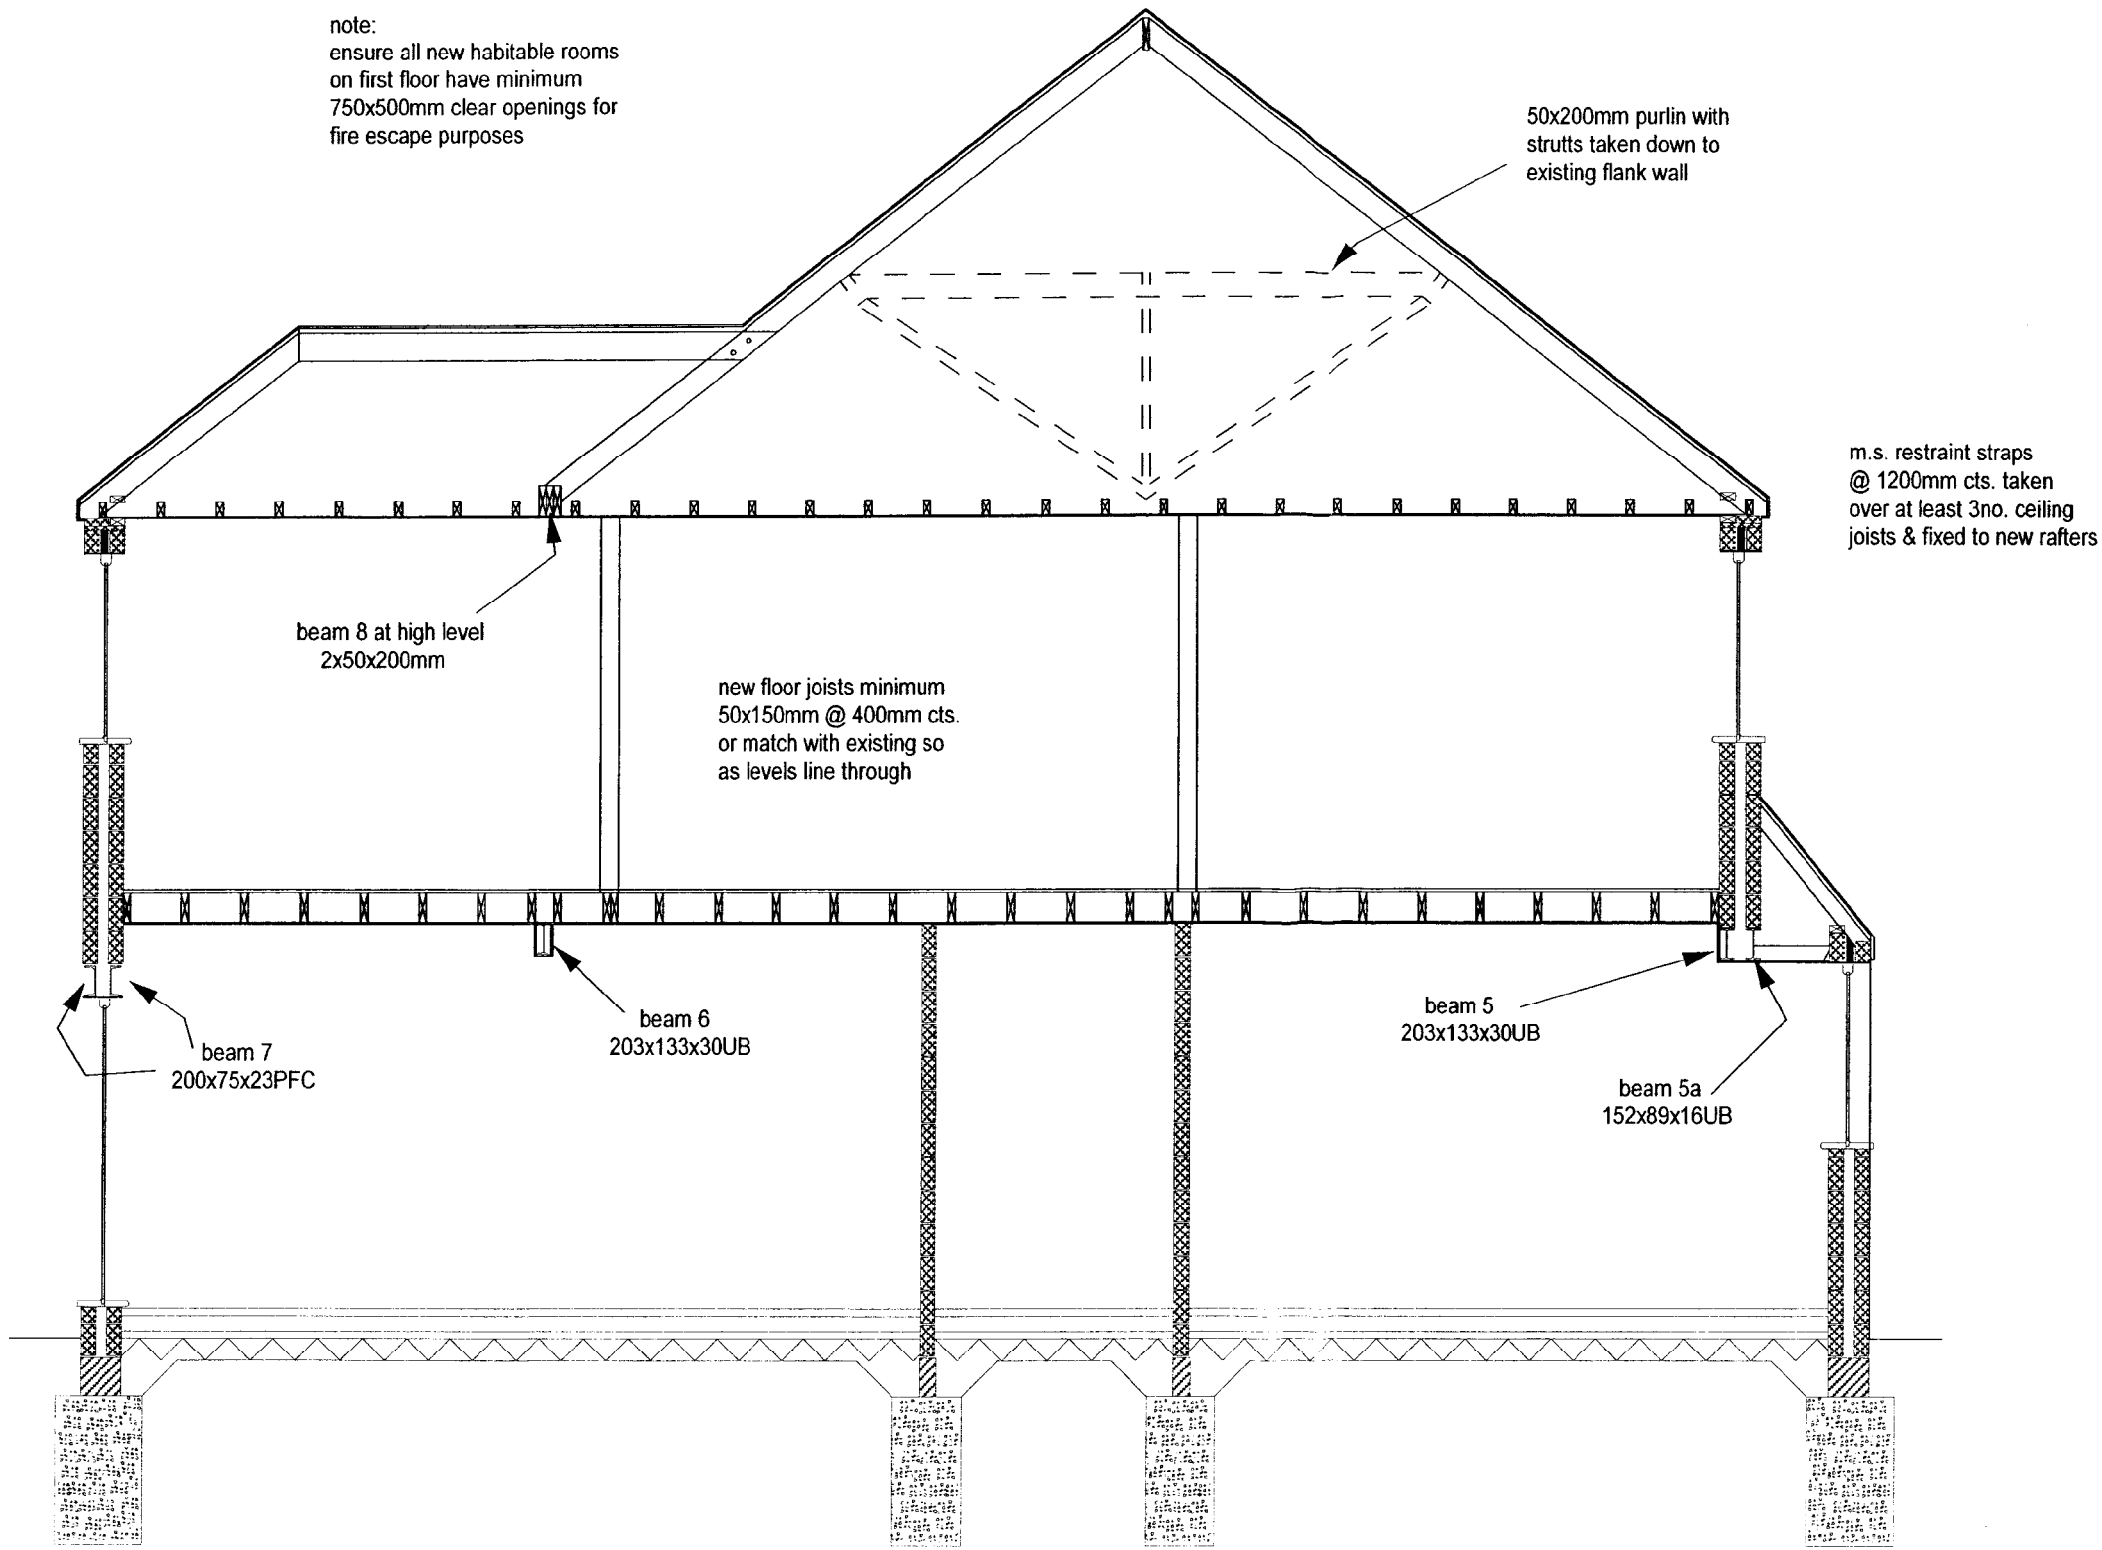 note:
ensure all new habitable rooms
on first floor have minimum
750x500mm clear openings for
fire escape purposes
50x200mm purlin with
strutts taken down to
existing flank wall
m.s. restraint straps
@ 1200mm cts. taken
over at least 3no. ceiling
joists & fixed to new rafters
beam 8 at high level
2x50x200mm
new floor joists minimum
50x150mm @ 400mm cts.
or match with existing so
as levels line through
beam 7
200x75x23PFC
beam 6
203x133x30UB
beam 5
203x133x30UB
beam 5a
152x89x16UB